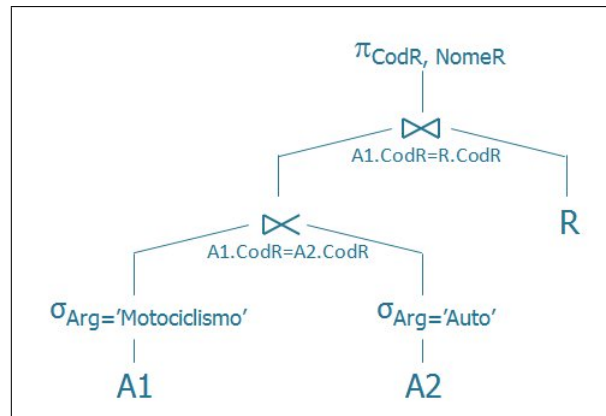 πCodR, NomeR
⋈
A1.CodR=R.CodR
R
⋉
A1.CodR=A2.CodR
σArg='Motociclismo' σArg='Auto'
A1 A2